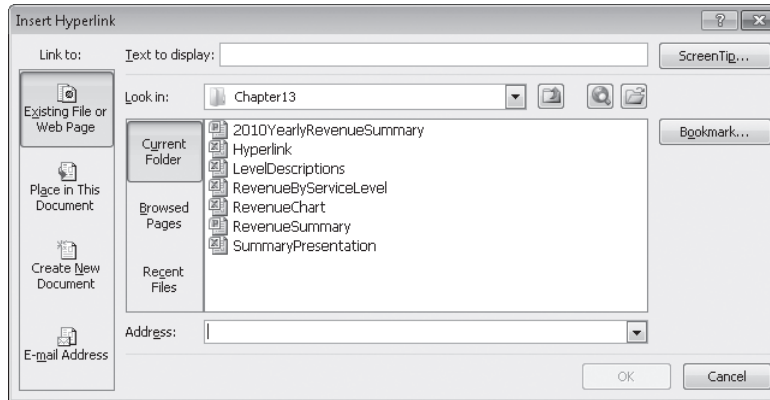 Insert Hyperlink
Link to:
Text to display:
ScreenTip...
Existing File or
Web Page
Look in:
Chapter13
Bookmark...
Current
Folder
2010YearlyRevenueSummary
Hyperlink
LevelDescriptions
RevenueByServiceLevel
RevenueChart
RevenueSummary
SummaryPresentation
Place in This
Document
Browsed
Pages
Create New
Document
Recent
Files
E-mail Address
Address:
OK
Cancel